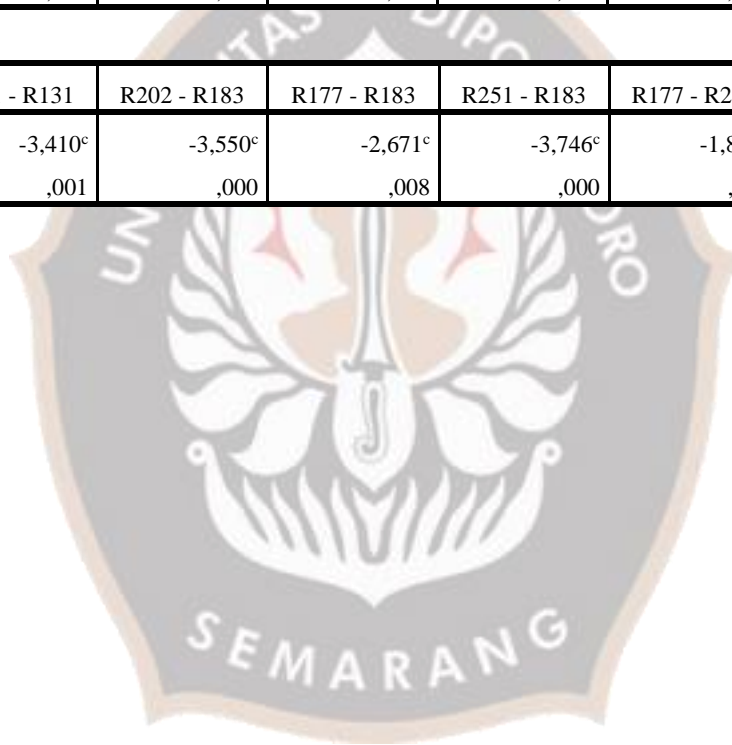 - R131 R202 - R183 R177 - R183 R251 - R183
-3,410c -3,550c -2,671c -3,746c
,001 ,000 ,008 ,000
SEMARANG